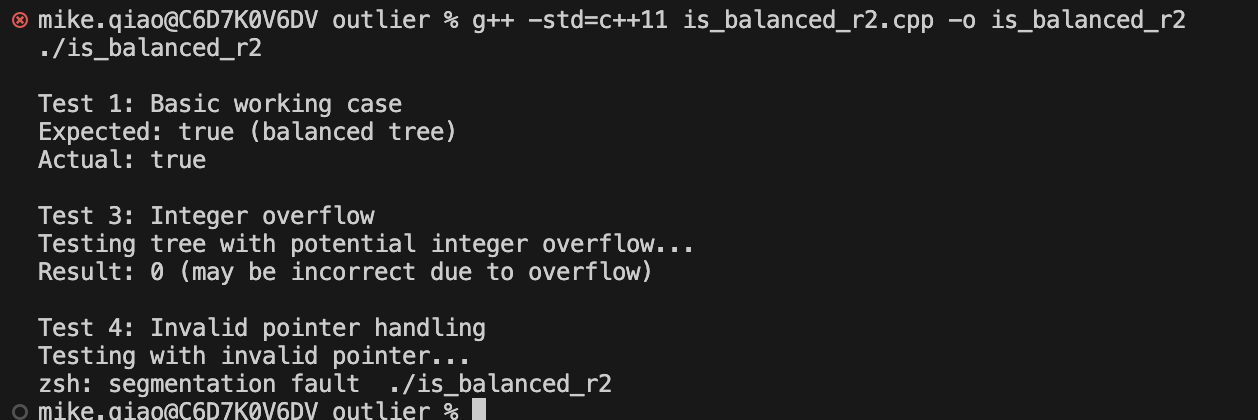 mike.qiao@C6D7K0V6DV outlier % g++ -std=c++11 is_balanced_r2.cpp -o is_balanced_r2
./is_balanced_r2
Test 1: Basic working case
Expected: true (balanced tree)
Actual: true
Test 3: Integer overflow
Testing tree with potential integer overflow...
Result: 0 (may be incorrect due to overflow)
Test 4: Invalid pointer handling
Testing with invalid pointer...
zsh: segmentation fault  ./is_balanced_r2
mike.qiao@C6D7K0V6DV outlier %